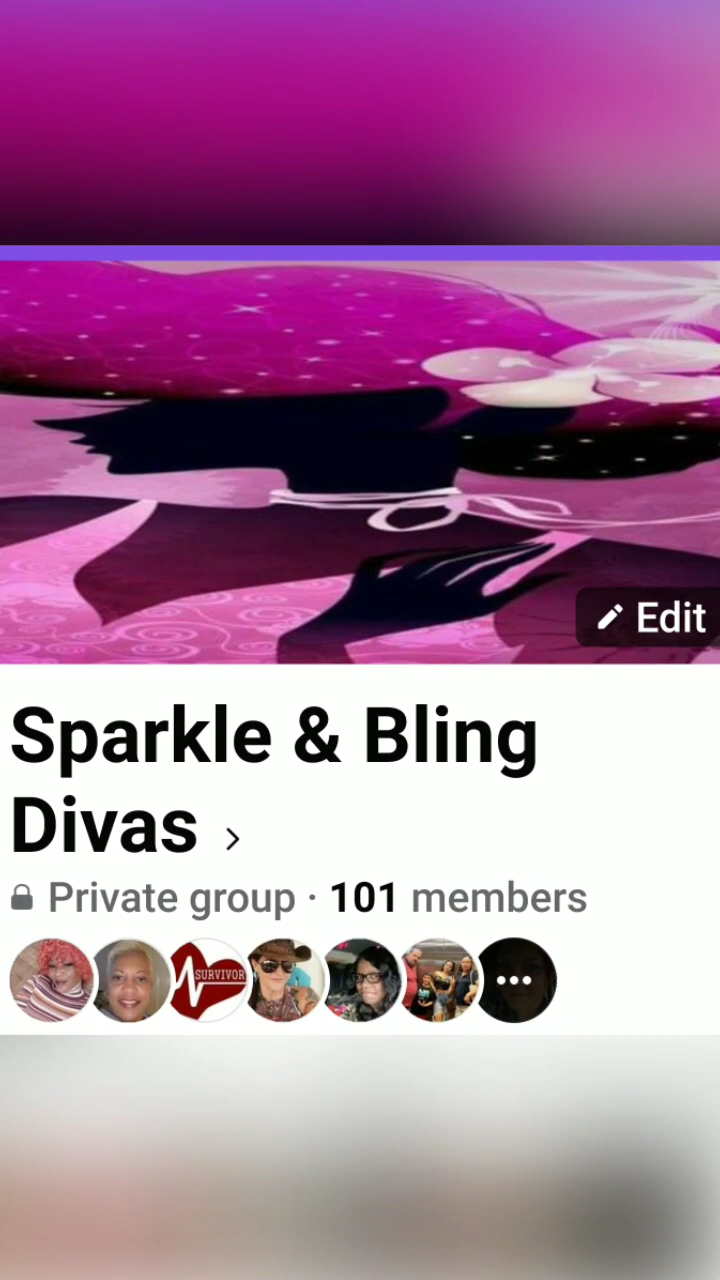 Edit
Sparkle & Bling
Divas
Private group · 101 members
SURVIVOR